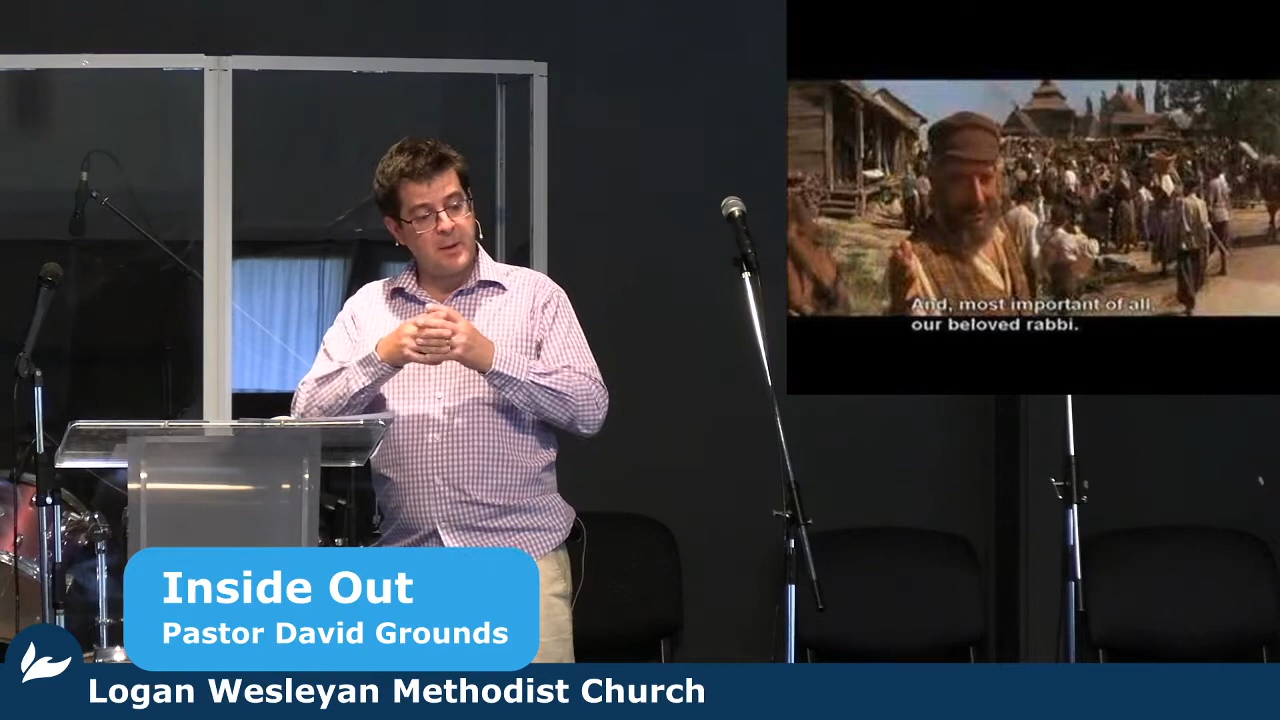 And, most important of all,
our beloved rabbi.
Inside Out
Pastor David Grounds
Logan Wesleyan Methodist Church